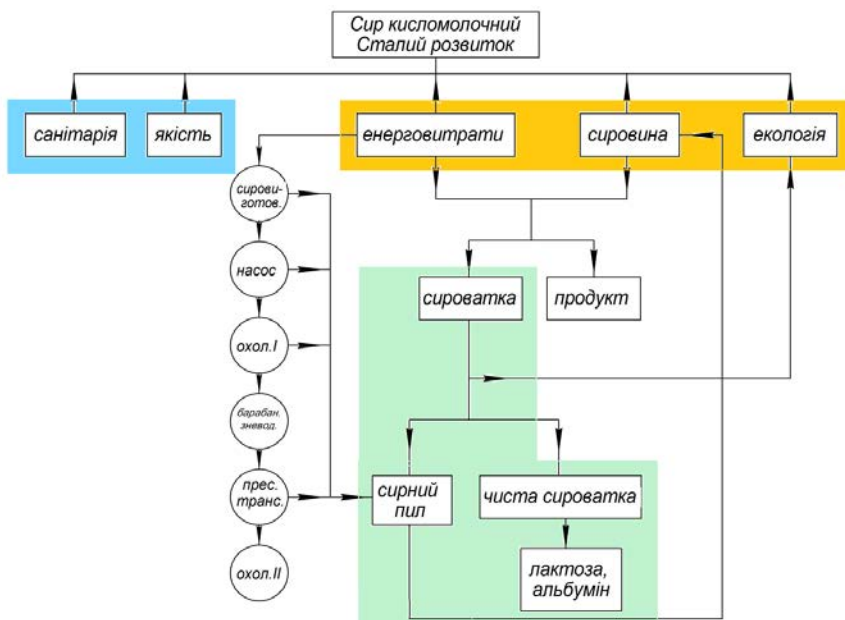 Сир кисломолочний
Сталий розвиток
санітарія
якість
енерговитрати
сировина
екологія
сирови-
готов.
насос
охол.I
барабан.
зневод.
прес.
транс.
охол.II
сироватка
продукт
сирний
пил
чиста сироватка
лактоза,
альбумін